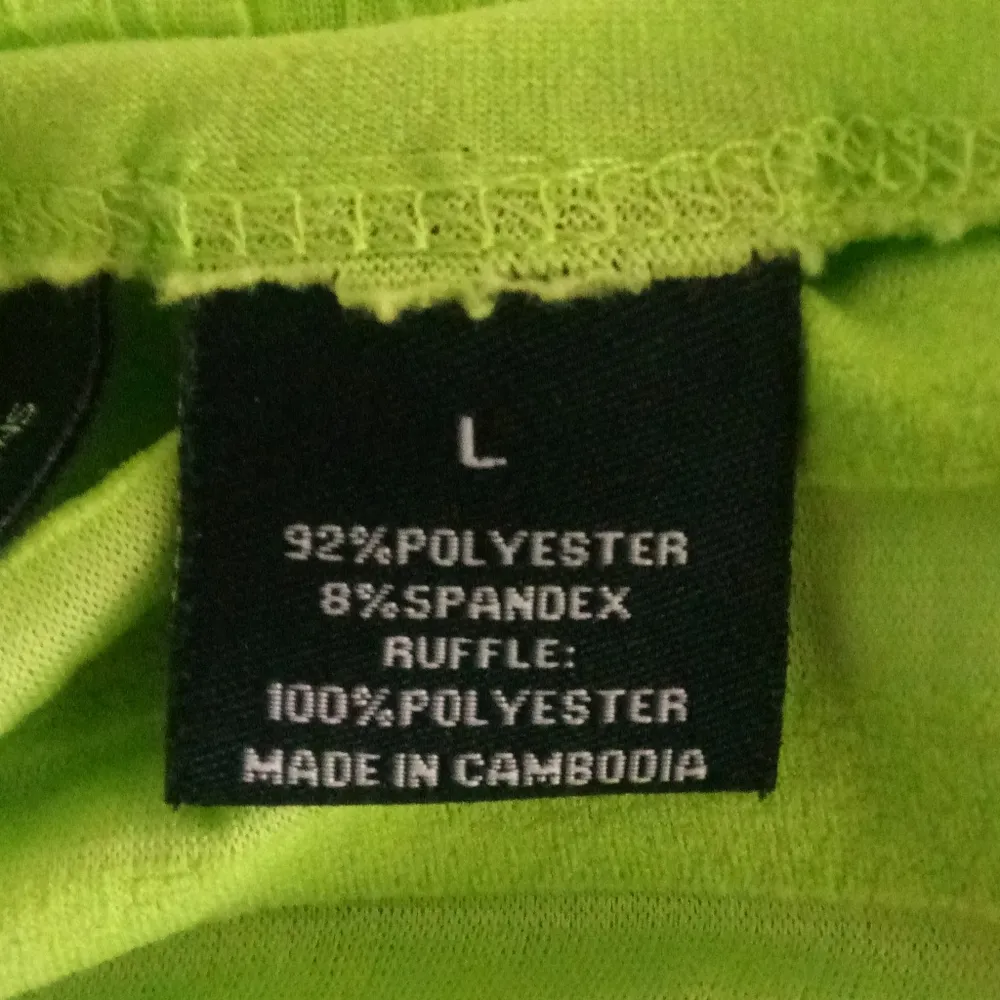 L
92%POLYESTER
8%SPANDEX
RUFFLE:
100%POLYESTER
MADE IN CAMBODIA